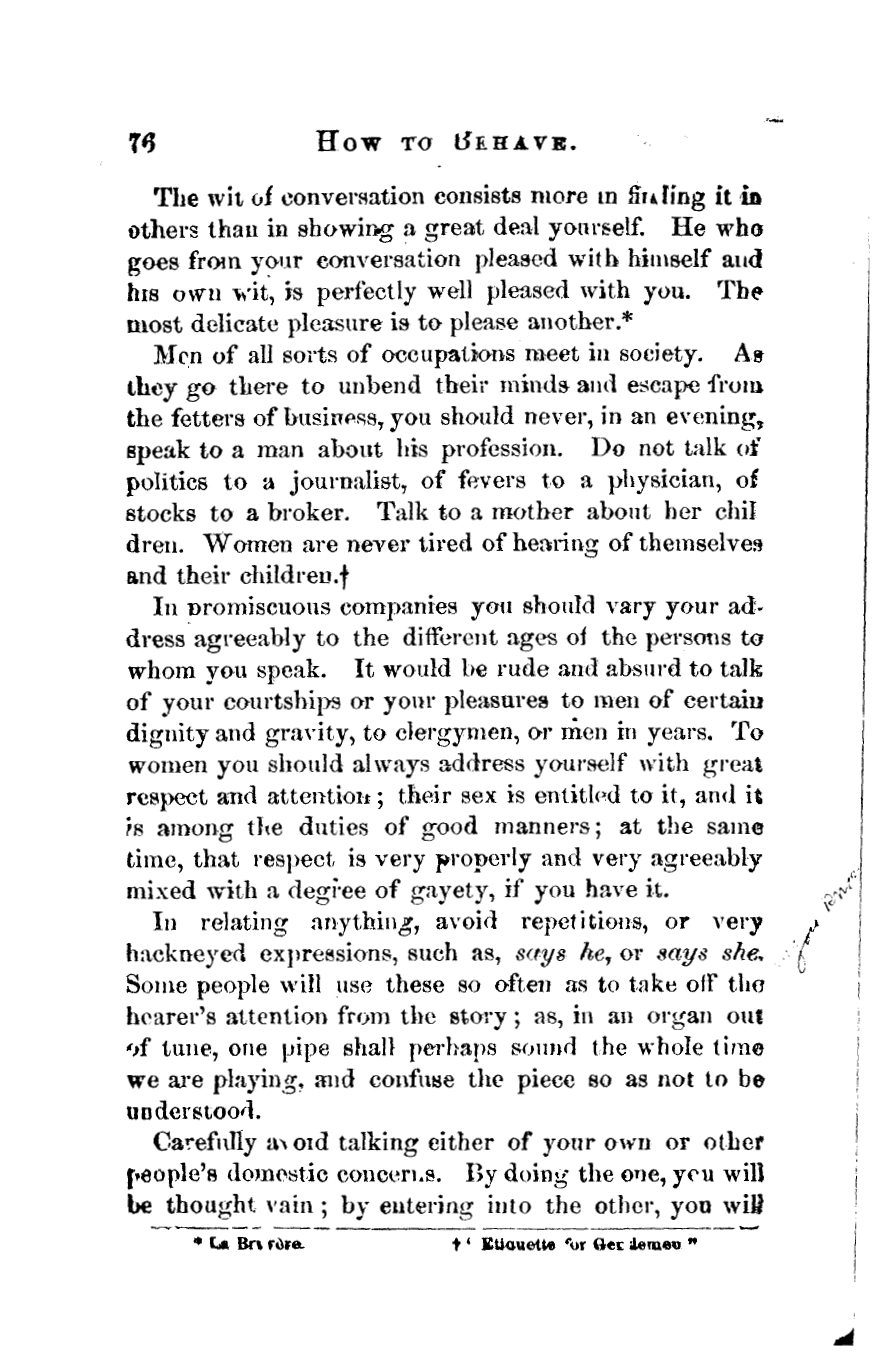 76 How to Behave.
The wit of conversation consists more in finding it in
others than in showing a great deal yourself. He who
goes from your conversation pleased with himself and
his own wit, is perfectly well pleased with you. The
most delicate pleasure is to please another.*
Men of all sorts of occupations meet in society. As
they go there to unbend their minds and escape from
the fetters of business, you should never, in an evening,
speak to a man about his profession. Do not talk of
politics to a journalist, of fevers to a physician, of
stocks to a broker. Talk to a mother about her chil
dren. Women are never tired of hearing of themselves
and their children.†
In promiscuous companies you should vary your ad-
dress agreeably to the different ages of the persons to
whom you speak. It would be rude and absurd to talk
of your courtships or your pleasures to men of certain
dignity and gravity, to clergymen, or men in years. To
women you should always address yourself with great
respect and attention; their sex is entitled to it, and it
is among the duties of good manners; at the same
time, that respect is very properly and very agreeably
mixed with a degree of gayety, if you have it.
In relating anything, avoid repetitions, or very
hackneyed expressions, such as, says he, or says she.
Some people will use these so often as to take off the
hearer's attention from the story; as, in an organ out
of tune, one pipe shall perhaps sound the whole time
we are playing, and confuse the piece so as not to be
understood.
Carefully avoid talking either of your own or other
people's domestic concerns. By doing the one, you will
be thought vain; by entering into the other, you will
* La Bruyère. † "Etiquette for Gentlemen"